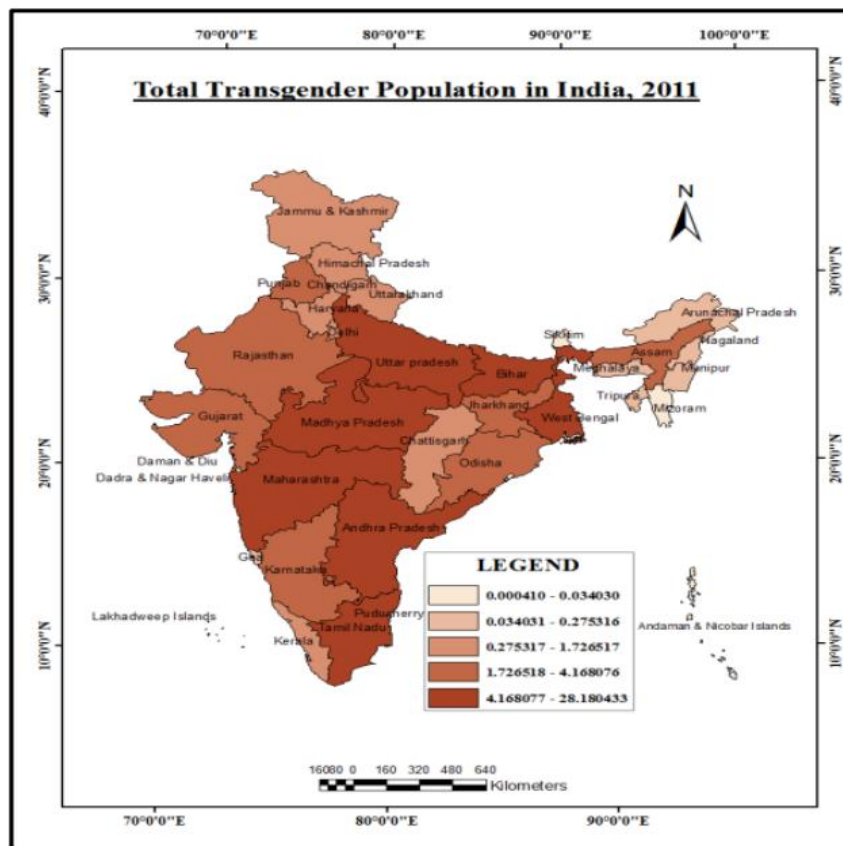 70°0'0"E 80°0'0"E 90°0'0"E 100°0'0"E
Total Transgender Population in India, 2011
40°0'0"N
40°0'0"N
N
Jammu & Kashmir
Himachal Pradesh
Punjab
Chandigarh
Uttarakhand
30°0'0"N
30°0'0"N
Haryana
Delhi
Arunachal Pradesh
Sikkim
Nagaland
Rajasthan
Uttar pradesh
Assam
Bihar
Meghalaya
Manipur
Gujarat
Jharkhand
Tripura
Mizoram
Madhya Pradesh
West Bengal
Chattisgarh
Daman & Diu
Odisha
20°0'0"N
20°0'0"N
Dadra & Nagar Haveli
Maharashtra
Andhra Pradesh
Goa
Karnataka
LEGEND
0.000410 - 0.034030
0.034031 - 0.275316
0.275317 - 1.726517
1.726518 - 4.168076
4.168077 - 28.180433
Lakhadweep Islands
Puducherry
Tamil Nadu
Kerala
Andaman & Nicobar Islands
10°0'0"N
10°0'0"N
160 80 0 160 320 480 640
Kilometers
70°0'0"E 80°0'0"E 90°0'0"E